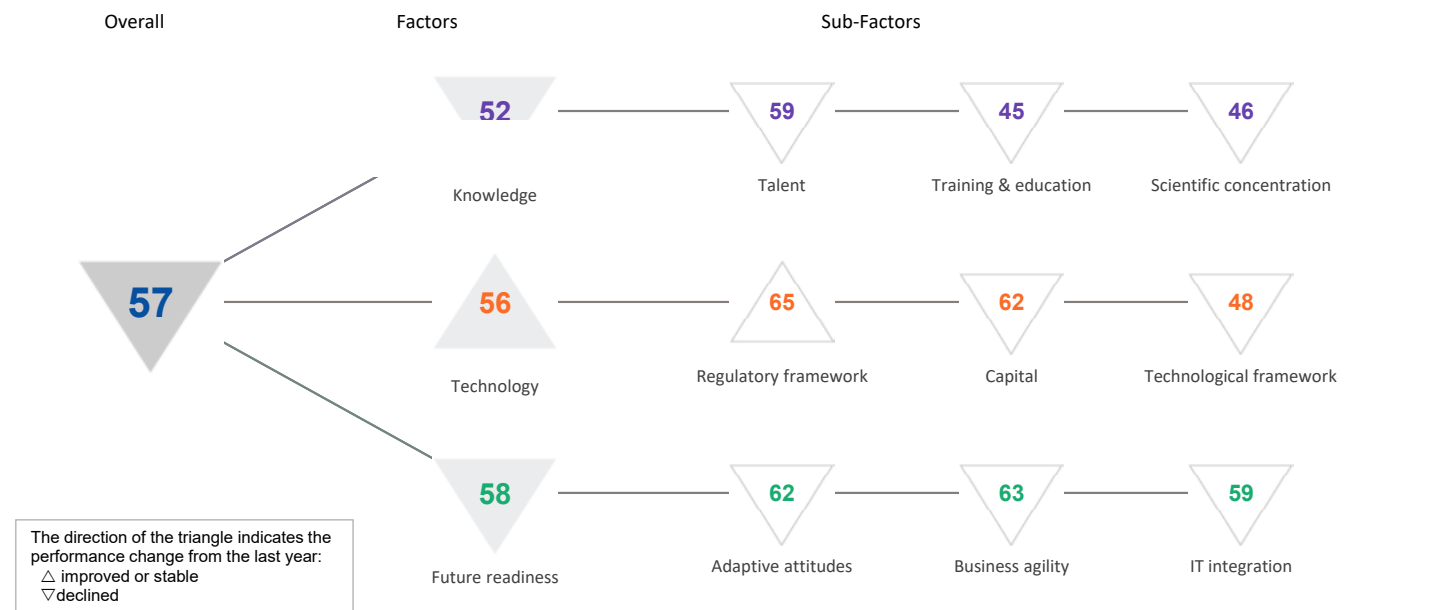 Overall Factors Sub-Factors
52 59 45 46
Knowledge Talent Training & education Scientific concentration
57 56 65 62 48
Technology Regulatory framework Capital Technological framework
58 62 63 59
Future readiness Adaptive attitudes Business agility IT integration
The direction of the triangle indicates the
performance change from the last year:
△ improved or stable
▽declined